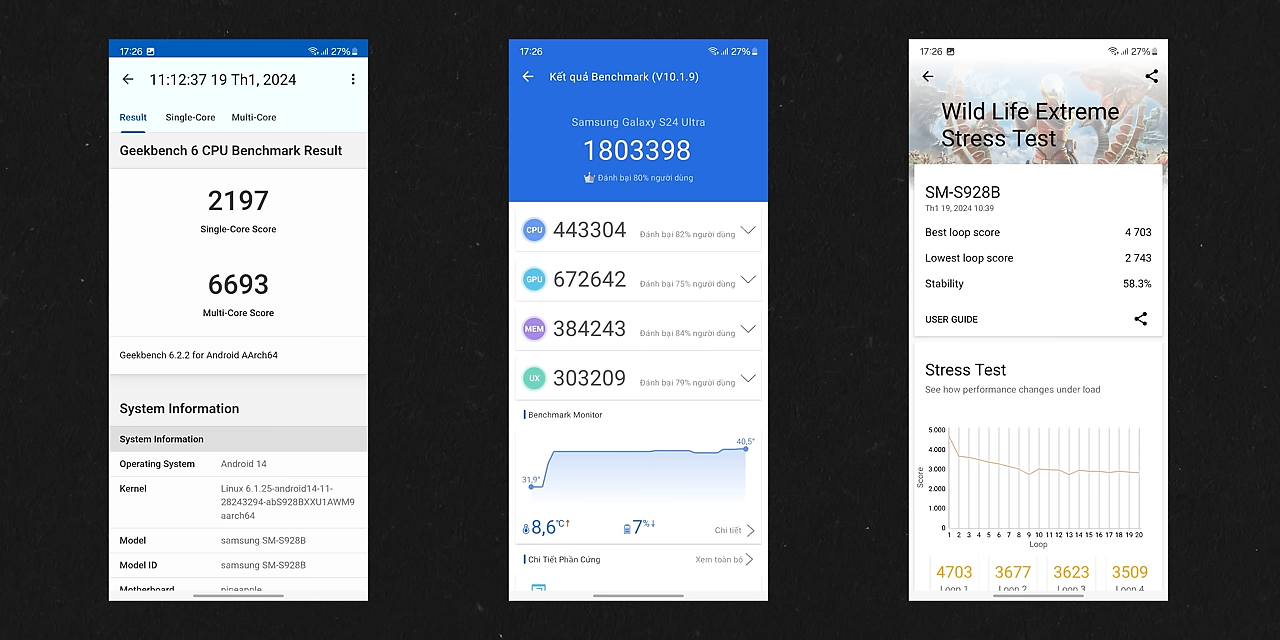 17:26 27%
11:12:37 19 Th1, 2024
Result Single-Core Multi-Core
Geekbench 6 CPU Benchmark Result
2197
Single-Core Score
6693
Multi-Core Score
Geekbench 6.2.2 for Android AArch64
System Information
System Information
Operating System Android 14
Kernel Linux 6.1.25-android14-11-
28243294-abS928BXXU1AWM9
aarch64
Model samsung SM-S928B
Model ID samsung SM-S928B
Motherboard pineapple
17:26 27%
Kết quả Benchmark (V10.1.9)
Samsung Galaxy S24 Ultra
1803398
Đánh bại 80% người dùng
CPU 443304 Đánh bại 82% người dùng
GPU 672642 Đánh bại 75% người dùng
MEM 384243 Đánh bại 84% người dùng
UX 303209 Đánh bại 79% người dùng
Benchmark Monitor
40,5°
31,9°
8,6°C↑ 7%↓ Chi tiết
Chi Tiết Phần Cứng Xem toàn bộ
17:26 27%
Wild Life Extreme
Stress Test
SM-S928B
Th1 19, 2024 10:39
Best loop score 4 703
Lowest loop score 2 743
Stability 58.3%
USER GUIDE
Stress Test
See how performance changes under load
5.000
4.000
3.000
2.000
1.000
0
Score
1 2 3 4 5 6 7 8 9 10 11 12 13 14 15 16 17 18 19 20
Loop
4703 3677 3623 3509
Loop 1 Loop 2 Loop 3 Loop 4